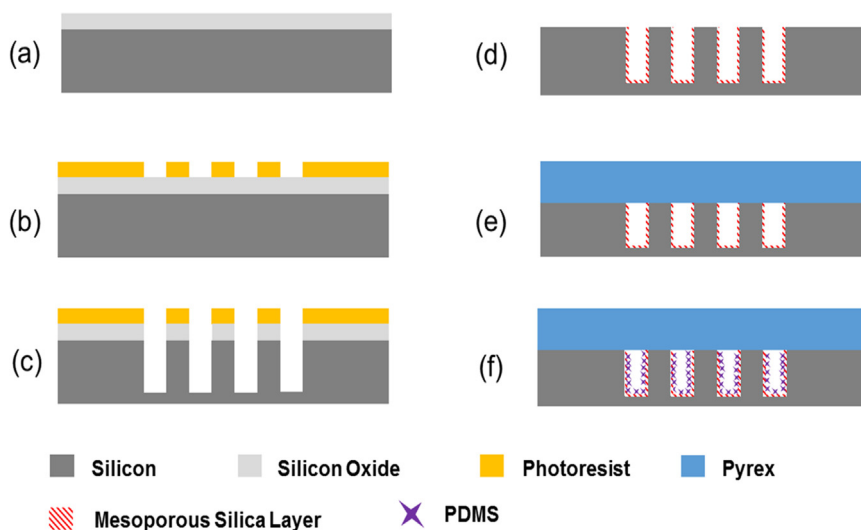 (a)
(b)
(c)
(d)
(e)
(f)
Silicon
Silicon Oxide
Photoresist
Pyrex
Mesoporous Silica Layer
PDMS